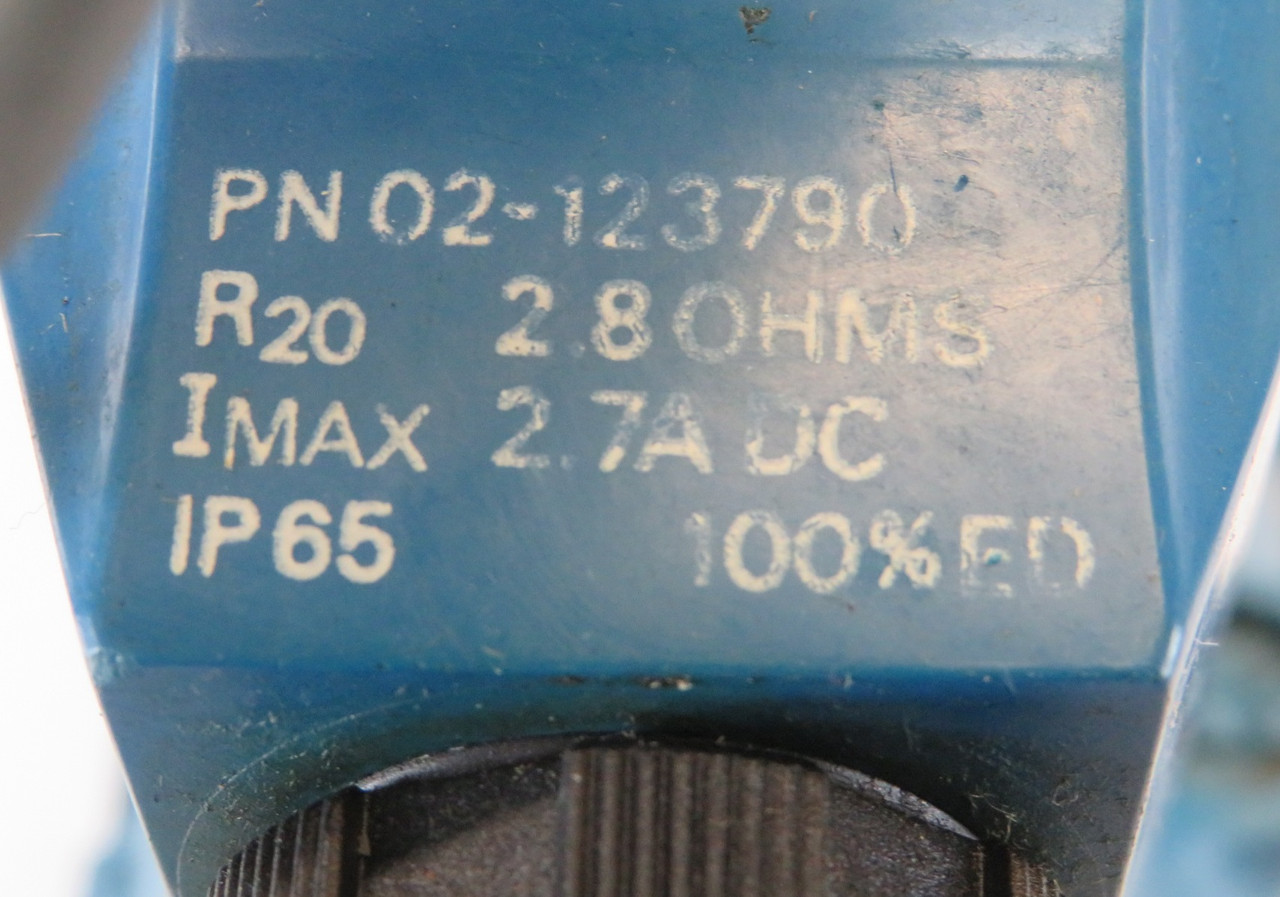 PN 02-123790
R20 2.8 OHMS
IMAX 2.7A DC
IP65 100% ED